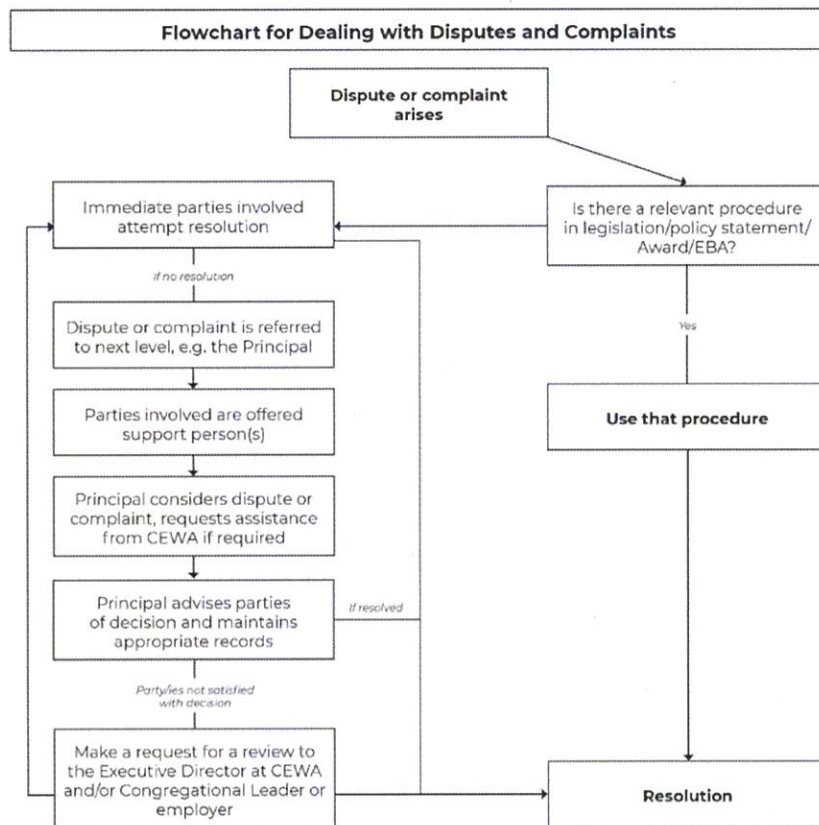 Flowchart for Dealing with Disputes and Complaints
Dispute or complaint
arises
Immediate parties involved
attempt resolution
Is there a relevant procedure
in legislation/policy statement/
Award/EBA?
If no resolution
Dispute or complaint is referred
to next level, e.g. the Principal
Yes
Parties involved are offered
support person(s)
Use that procedure
Principal considers dispute or
complaint, requests assistance
from CEWA if required
Principal advises parties
of decision and maintains
appropriate records
If resolved
Party/ies not satisfied
with decision
Make a request for a review to
the Executive Director at CEWA
and/or Congregational Leader or
employer
Resolution